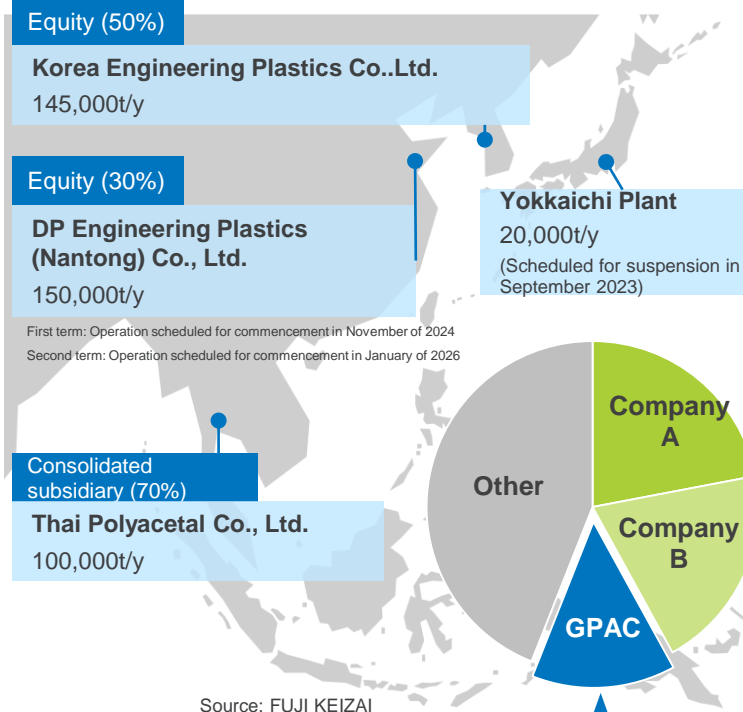 Equity (50%)
Korea Engineering Plastics Co..Ltd.
145,000t/y
Equity (30%)
DP Engineering Plastics
(Nantong) Co., Ltd.
150,000t/y
First term: Operation scheduled for commencement in November of 2024
Second term: Operation scheduled for commencement in January of 2026
Yokkaichi Plant
20,000t/y
(Scheduled for suspension in
September 2023)
Consolidated
subsidiary (70%)
Thai Polyacetal Co., Ltd.
100,000t/y
Company
A
Company
B
Other
GPAC
Source: FUJI KEIZAI